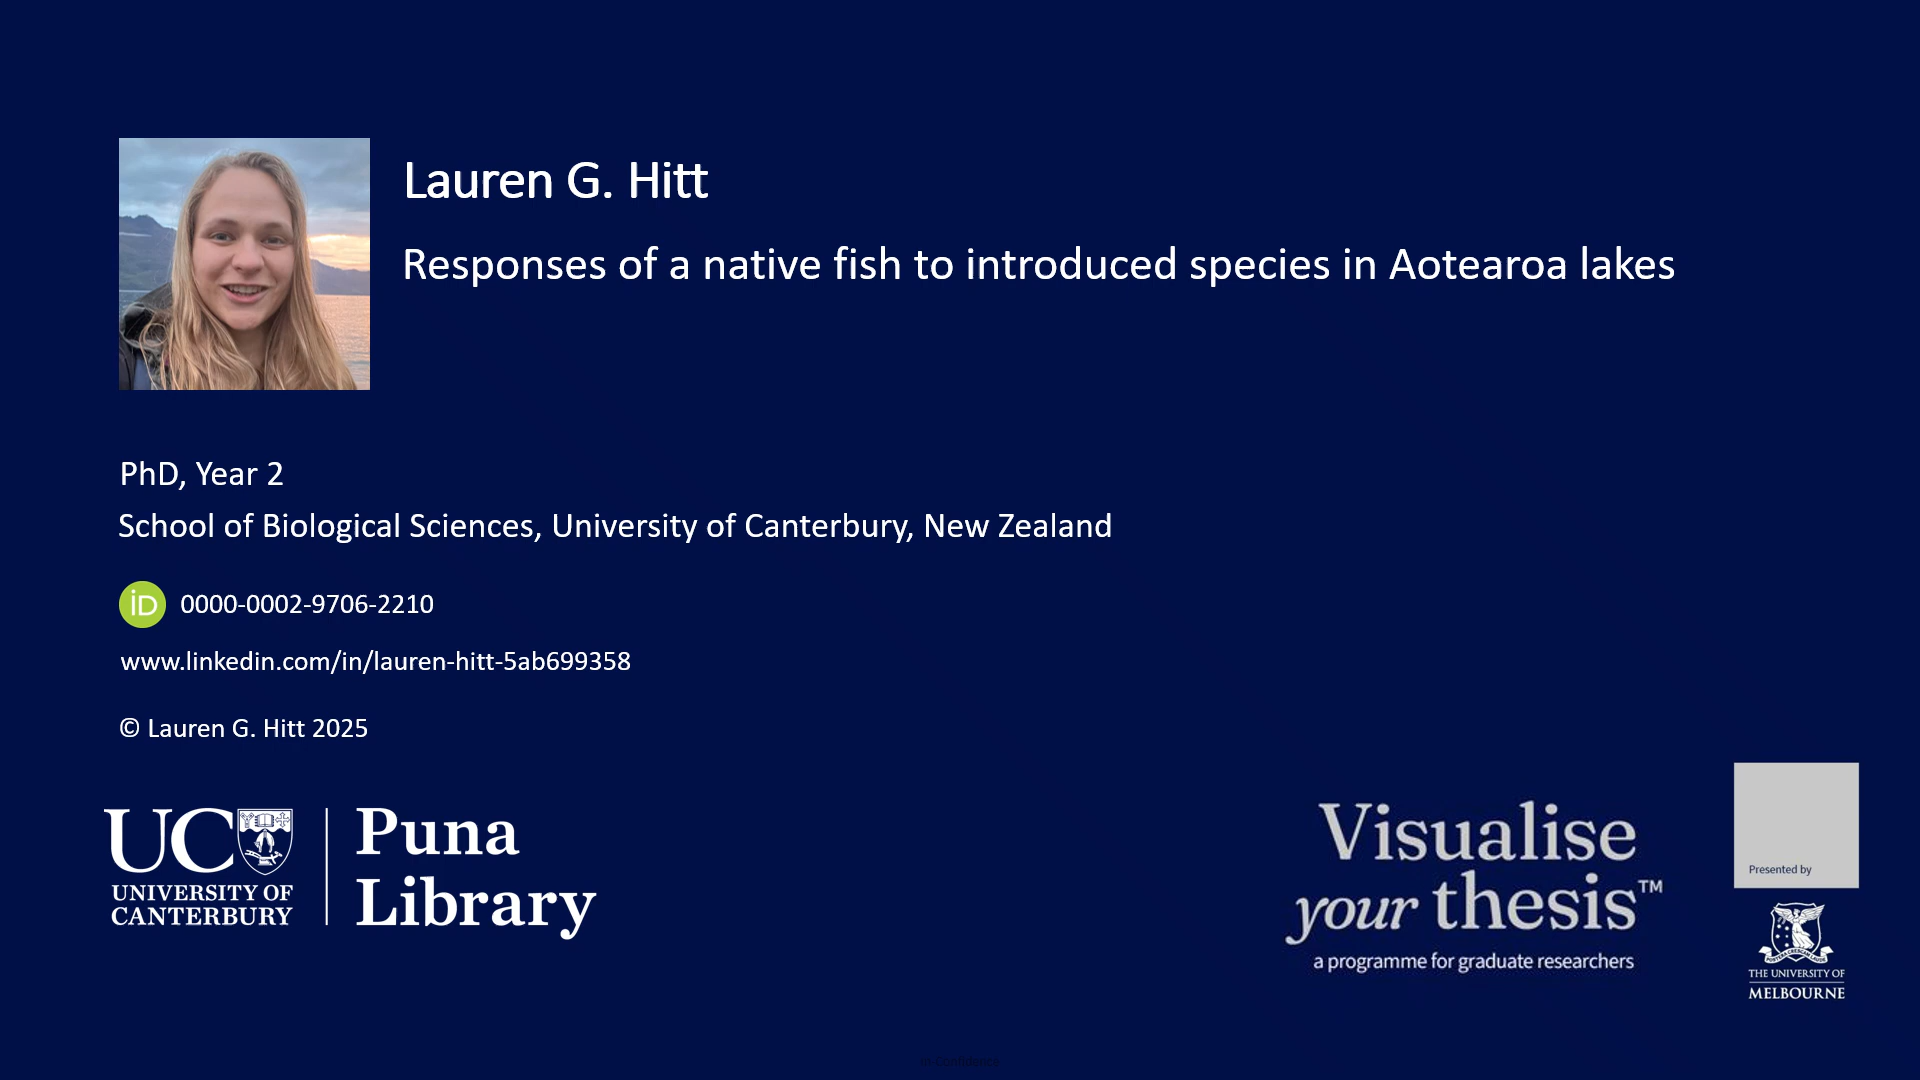 Lauren G. Hitt
Responses of a native fish to introduced species in Aotearoa lakes
PhD, Year 2
School of Biological Sciences, University of Canterbury, New Zealand
iD 0000-0002-9706-2210
www.linkedin.com/in/lauren-hitt-5ab699358
© Lauren G. Hitt 2025
UC
UNIVERSITY OF
CANTERBURY
Puna
Library
Visualise
your thesis™
a programme for graduate researchers
Presented by
THE UNIVERSITY OF
MELBOURNE
In-Confidence